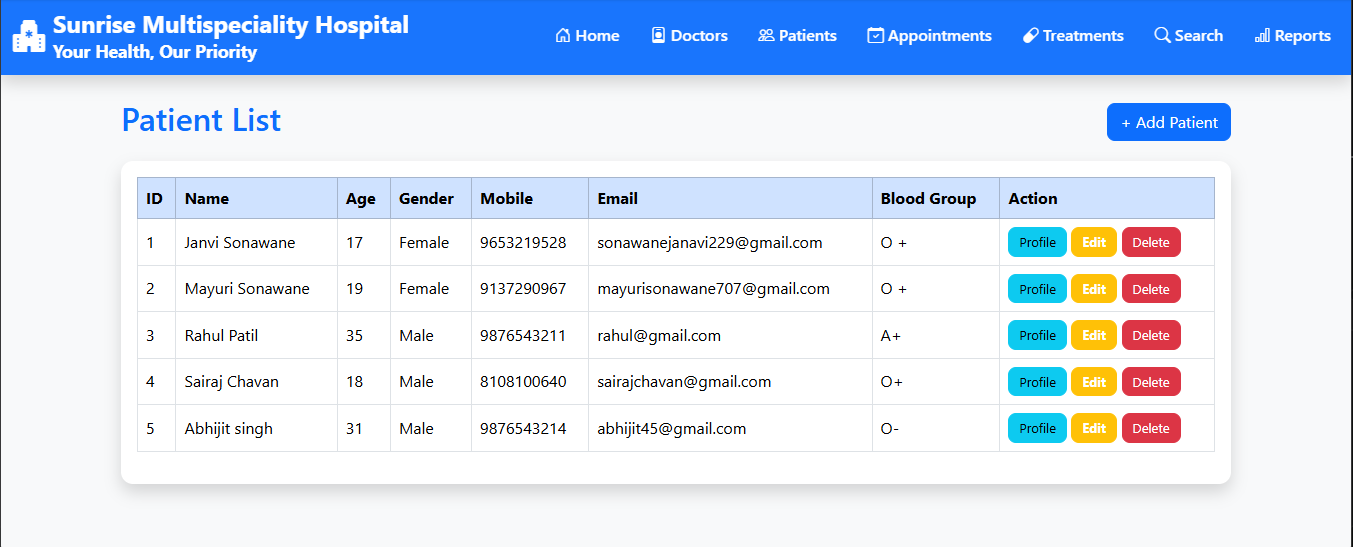 Sunrise Multispeciality Hospital
Your Health, Our Priority
Home Doctors Patients Appointments Treatments Search Reports
Patient List
+ Add Patient
ID Name Age Gender Mobile Email Blood Group Action
1 Janvi Sonawane 17 Female 9653219528 sonawanejanavi229@gmail.com O + Profile Edit Delete
2 Mayuri Sonawane 19 Female 9137290967 mayurisonawane707@gmail.com O + Profile Edit Delete
3 Rahul Patil 35 Male 9876543211 rahul@gmail.com A+ Profile Edit Delete
4 Sairaj Chavan 18 Male 8108100640 sairajchavan@gmail.com O+ Profile Edit Delete
5 Abhijit singh 31 Male 9876543214 abhijit45@gmail.com O- Profile Edit Delete